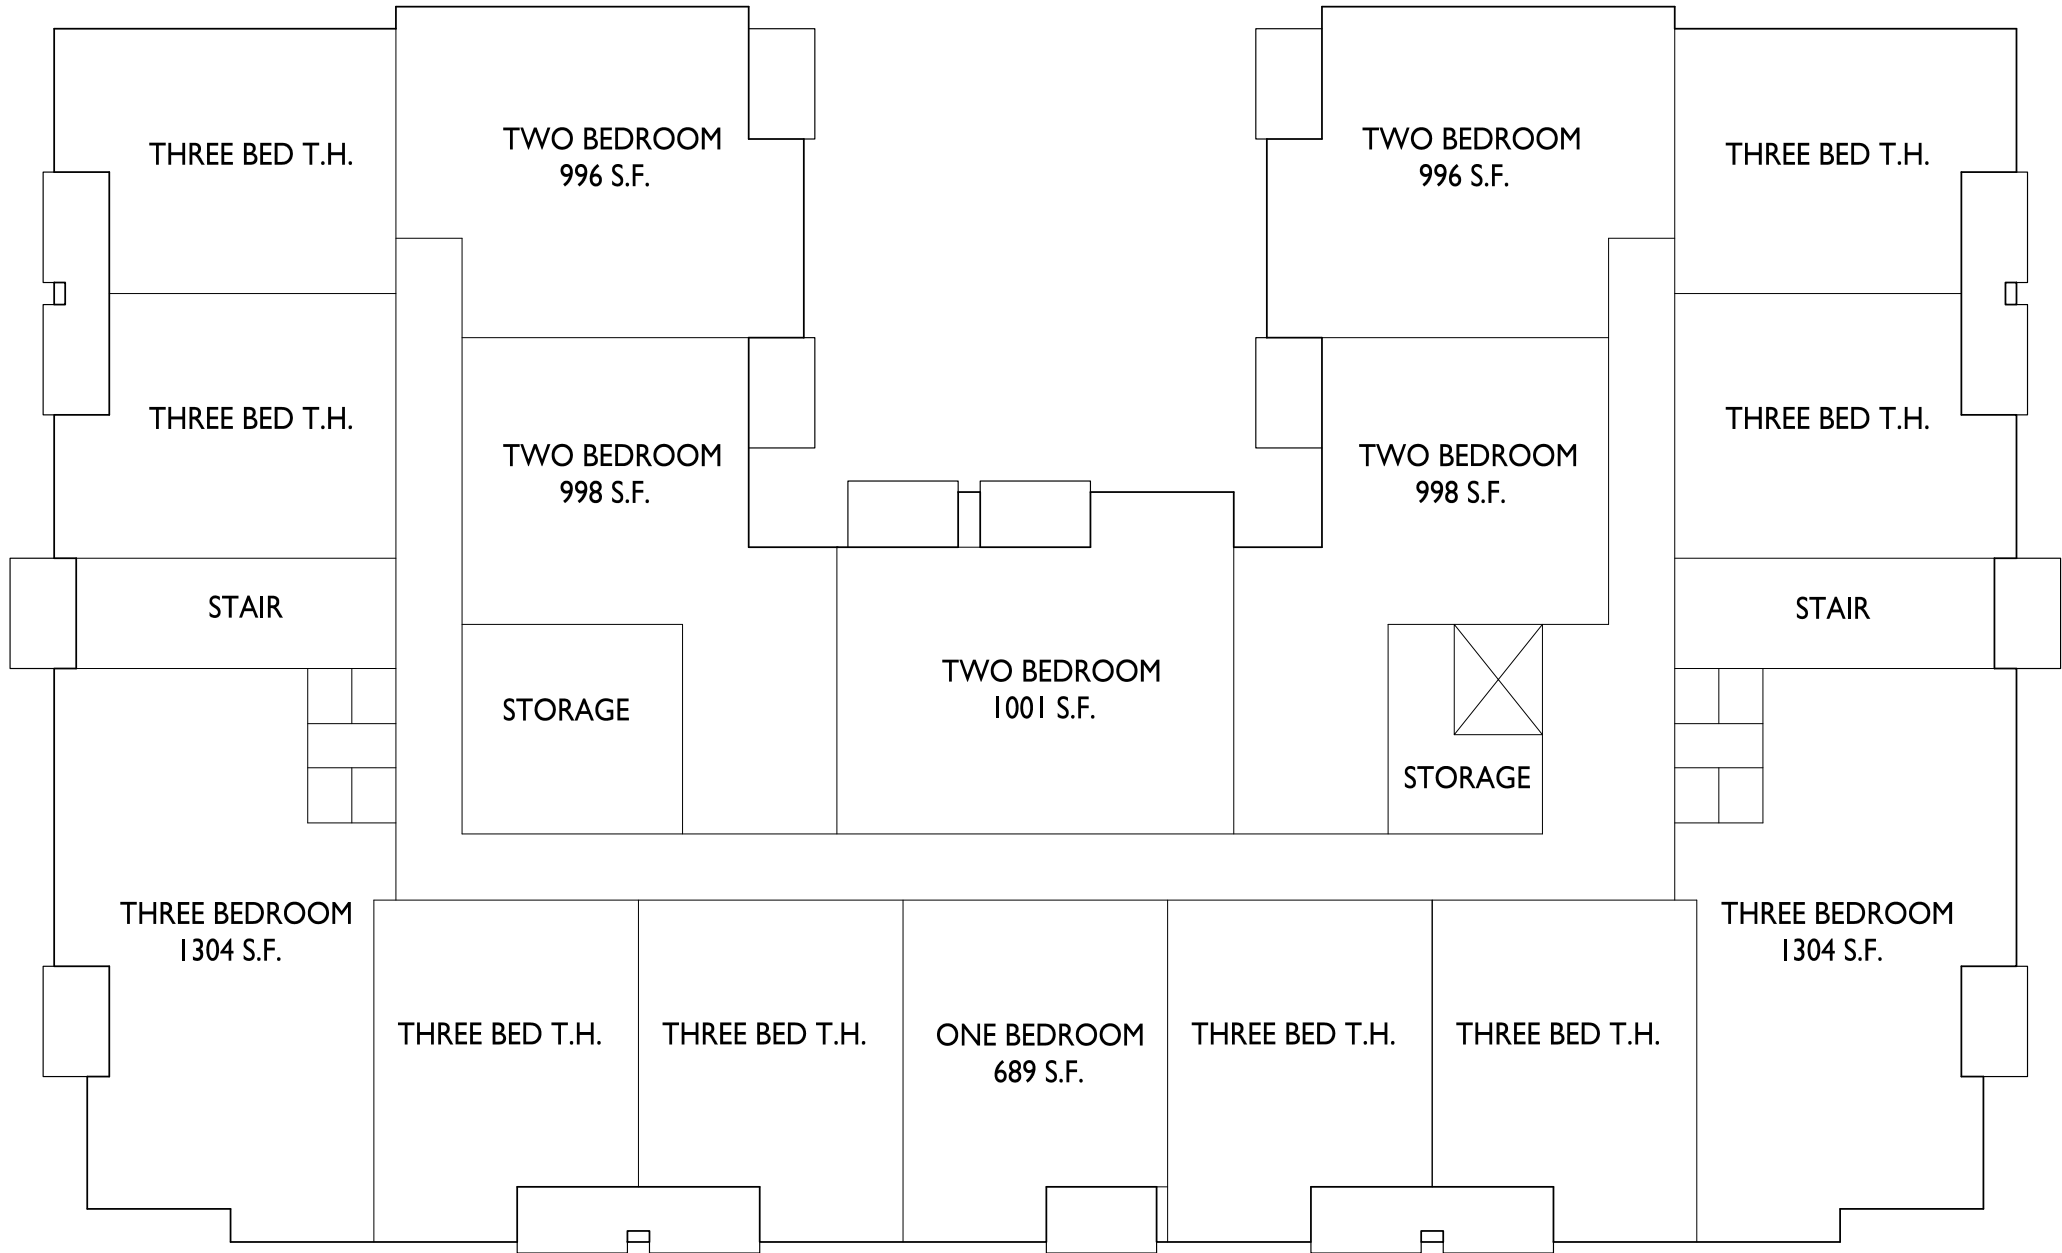 TWO BEDROOM
996 S.F.
TWO BEDROOM
996 S.F.
THREE BED T.H.
THREE BED T.H.
THREE BED T.H.
THREE BED T.H.
TWO BEDROOM
998 S.F.
TWO BEDROOM
998 S.F.
STAIR
STAIR
TWO BEDROOM
1001 S.F.
STORAGE
STORAGE
THREE BEDROOM
1304 S.F.
THREE BEDROOM
1304 S.F.
THREE BED T.H.
THREE BED T.H.
ONE BEDROOM
689 S.F.
THREE BED T.H.
THREE BED T.H.